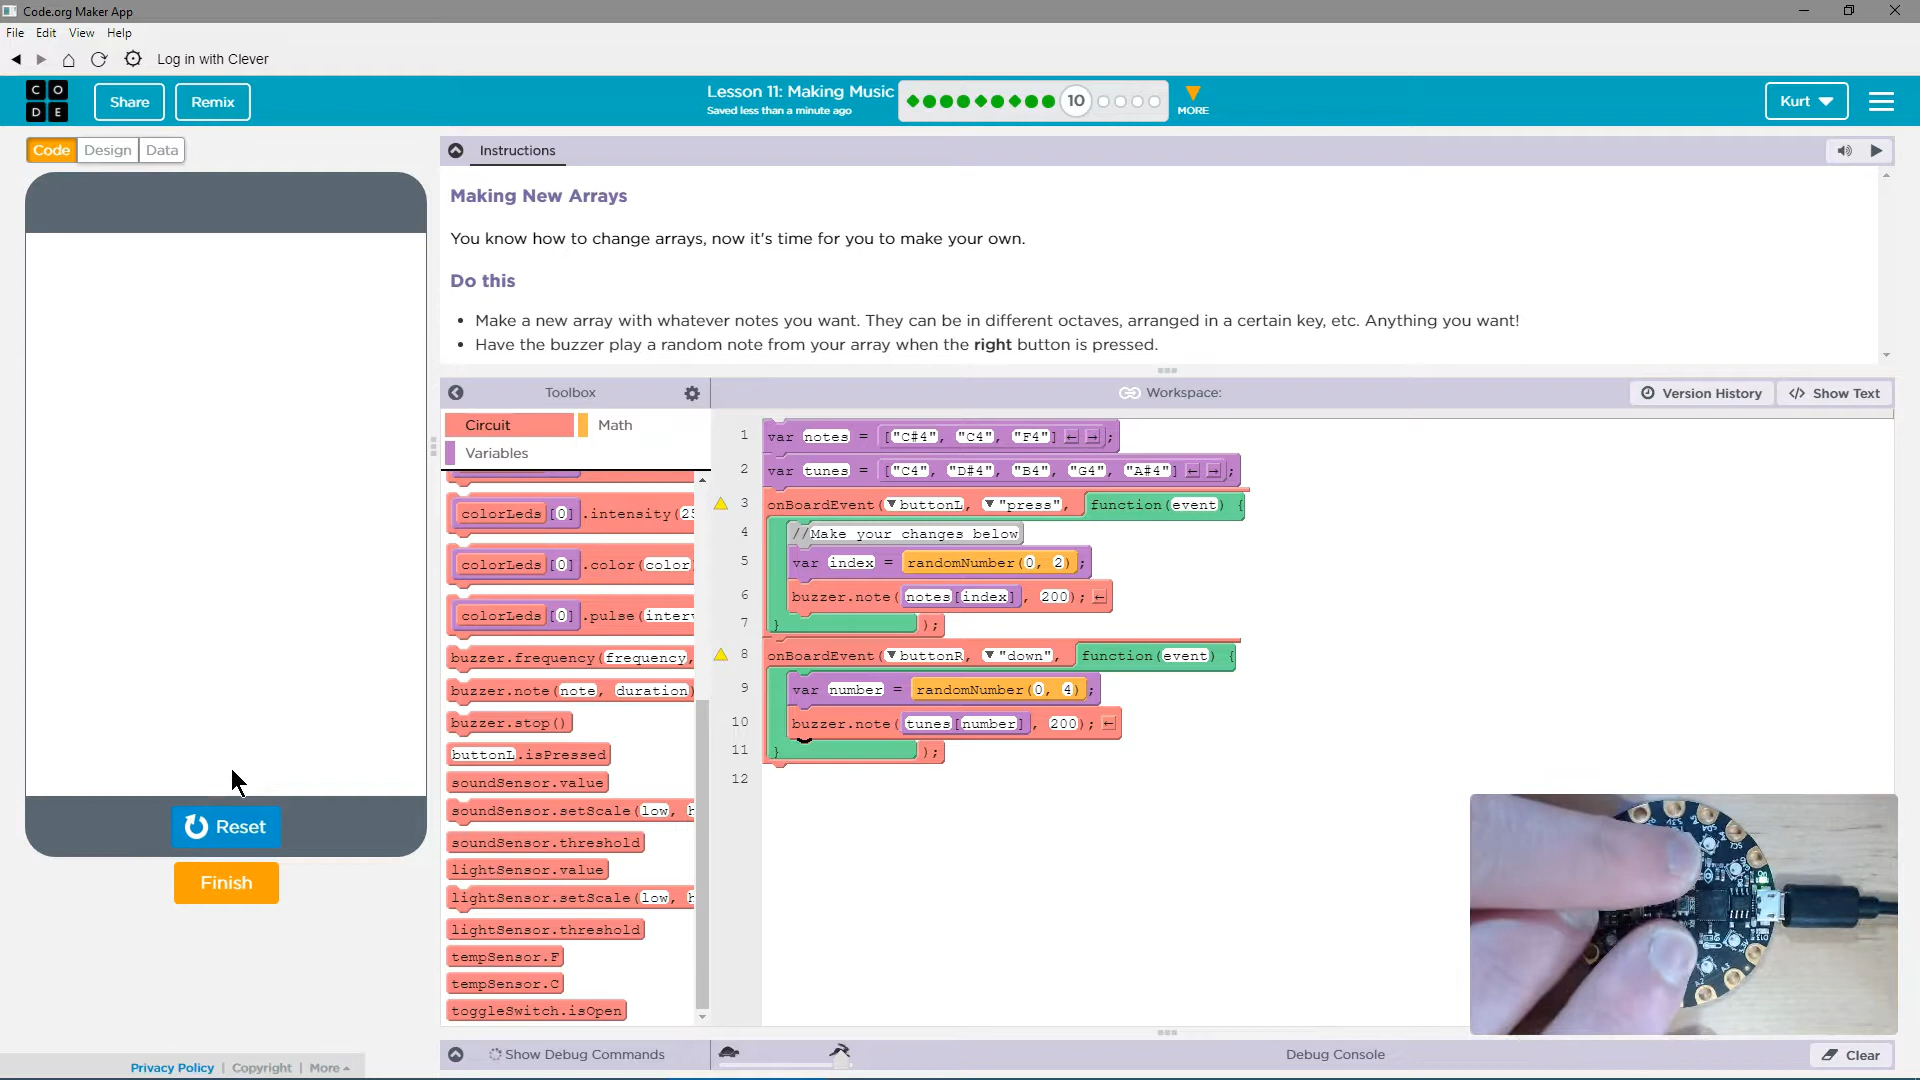 Code.org Maker App
File Edit View Help
Log in with Clever
C O D E
Share Remix
Lesson 11: Making Music
Saved less than a minute ago
10
MORE
Kurt
Code Design Data
Instructions
Making New Arrays
You know how to change arrays, now it's time for you to make your own.
Do this
• Make a new array with whatever notes you want. They can be in different octaves, arranged in a certain key, etc. Anything you want!
• Have the buzzer play a random note from your array when the right button is pressed.
Toolbox
Workspace:
Version History
</> Show Text
Circuit
Math
Variables
colorLeds[0].intensity(25
colorLeds[0].color(color
colorLeds[0].pulse(interv
buzzer.frequency(frequency,
buzzer.note(note, duration)
buzzer.stop()
buttonL.isPressed
soundSensor.value
soundSensor.setScale(low,
soundSensor.threshold
lightSensor.value
lightSensor.setScale(low,
lightSensor.threshold
tempSensor.F
tempSensor.C
toggleSwitch.isOpen
1 var notes = ["C#4", "C4", "F4"] ← → ;
2 var tunes = ["C4", "D#4", "B4", "G4", "A#4"] ← → ;
3 onBoardEvent(▼buttonL, ▼"press", function(event) {
4 //Make your changes below
5 var index = randomNumber(0, 2);
6 buzzer.note(notes[index], 200); ←
7 } );
8 onBoardEvent(▼buttonR, ▼"down", function(event) {
9 var number = randomNumber(0, 4);
10 buzzer.note(tunes[number], 200); ←
11 } );
12
Reset
Finish
Show Debug Commands
Debug Console
Clear
Privacy Policy | Copyright | More